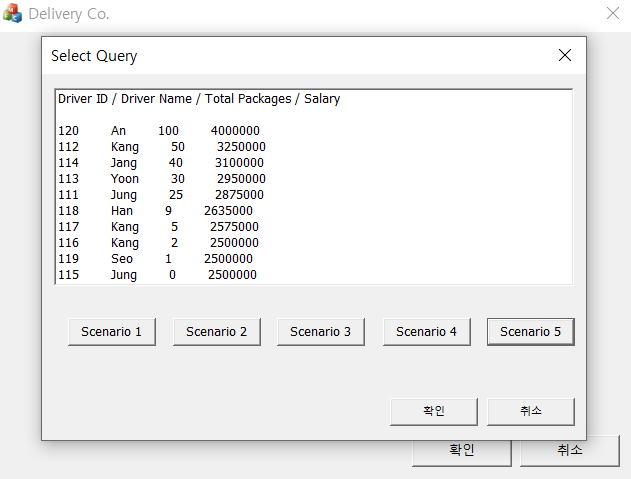 Delivery Co.
Select Query
Driver ID / Driver Name / Total Packages / Salary
120 An 100 4000000
112 Kang 50 3250000
114 Jang 40 3100000
113 Yoon 30 2950000
111 Jung 25 2875000
118 Han 9 2635000
117 Kang 5 2575000
116 Kang 2 2500000
119 Seo 1 2500000
115 Jung 0 2500000
Scenario 1 Scenario 2 Scenario 3 Scenario 4 Scenario 5
확인 취소
확인 취소